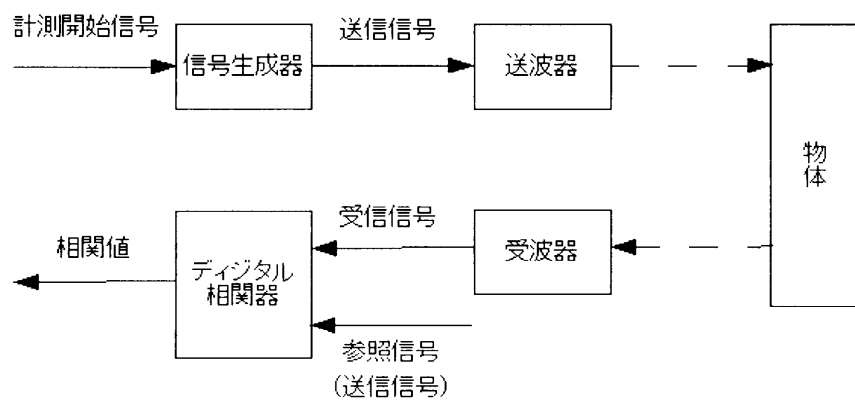 計測開始信号
信号生成器
送信信号
送波器
物体
相関値
ディジタル
相関器
受信信号
受波器
参照信号
(送信信号)